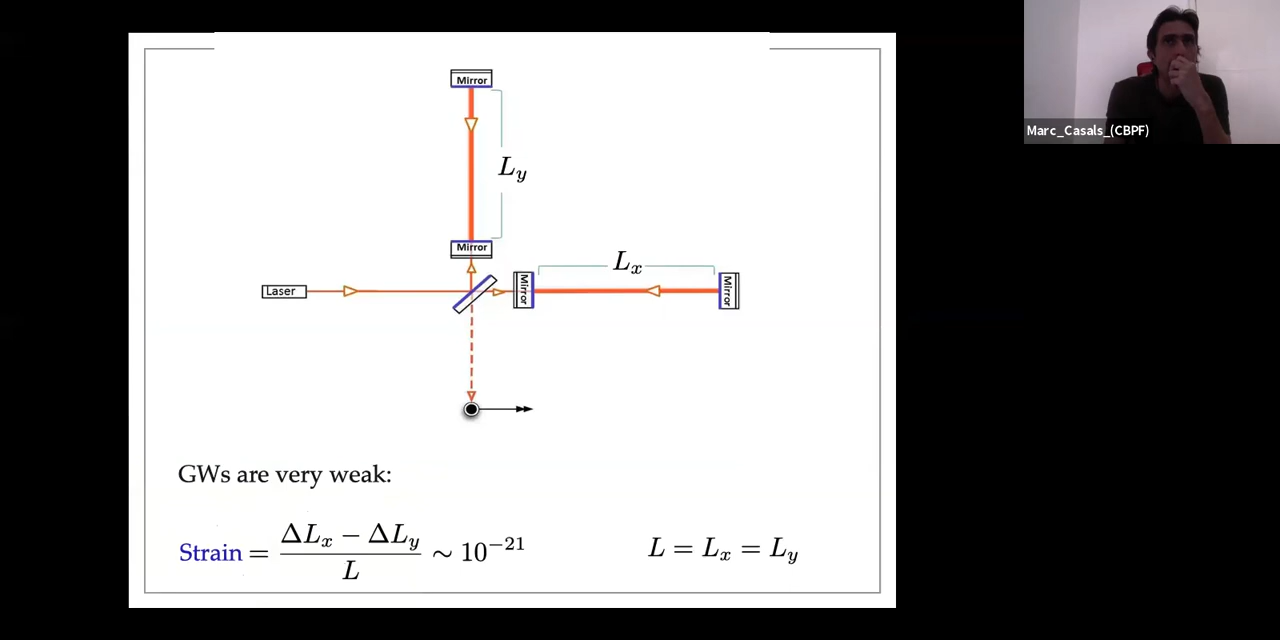 Mirror
L_y
Mirror
Laser
Mirror
L_x
Mirror
GWs are very weak:
Strain = \frac{ΔL_x − ΔL_y}{L} ∼ 10^{−21}
L = L_x = L_y
Marc_Casals_(CBPF)